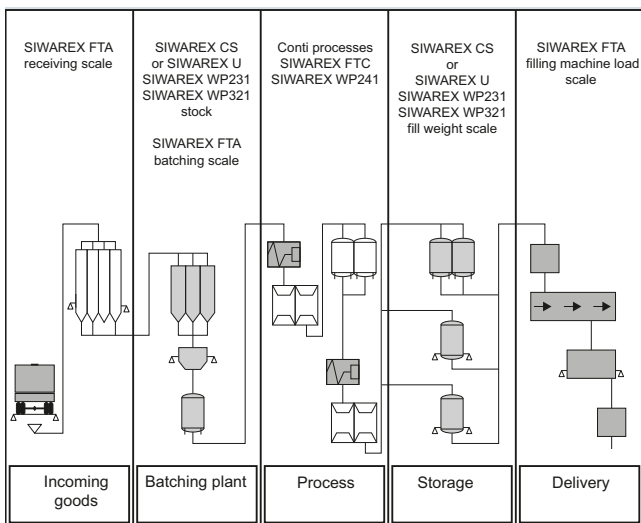 SIWAREX FTA
receiving scale
SIWAREX CS
or SIWAREX U
SIWAREX WP231
SIWAREX WP321
stock
SIWAREX FTA
batching scale
Conti processes
SIWAREX FTC
SIWAREX WP241
SIWAREX CS
or
SIWAREX U
SIWAREX WP231
SIWAREX WP321
fill weight scale
SIWAREX FTA
filling machine load
scale
Incoming
goods
Batching plant
Process
Storage
Delivery